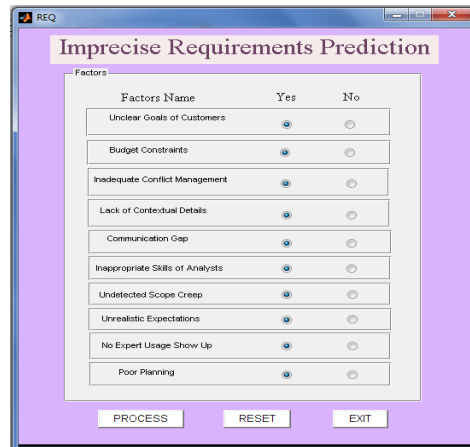 REQ
Imprecise Requirements Prediction
Factors
Factors Name Yes No
Unclear Goals of Customers
Budget Constraints
Inadequate Conflict Management
Lack of Contextual Details
Communication Gap
Inappropriate Skills of Analysts
Undetected Scope Creep
Unrealistic Expectations
No Expert Usage Show Up
Poor Planning
PROCESS RESET EXIT